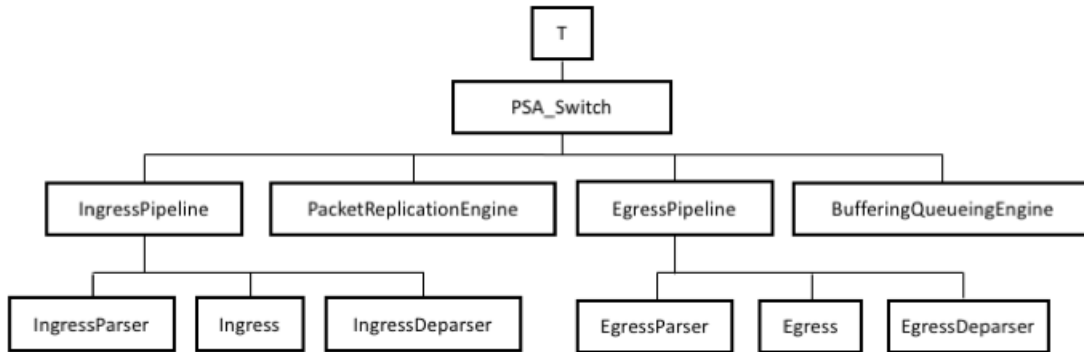 T
PSA_Switch
IngressPipeline
PacketReplicationEngine
EgressPipeline
BufferingQueueingEngine
IngressParser
Ingress
IngressDeparser
EgressParser
Egress
EgressDeparser